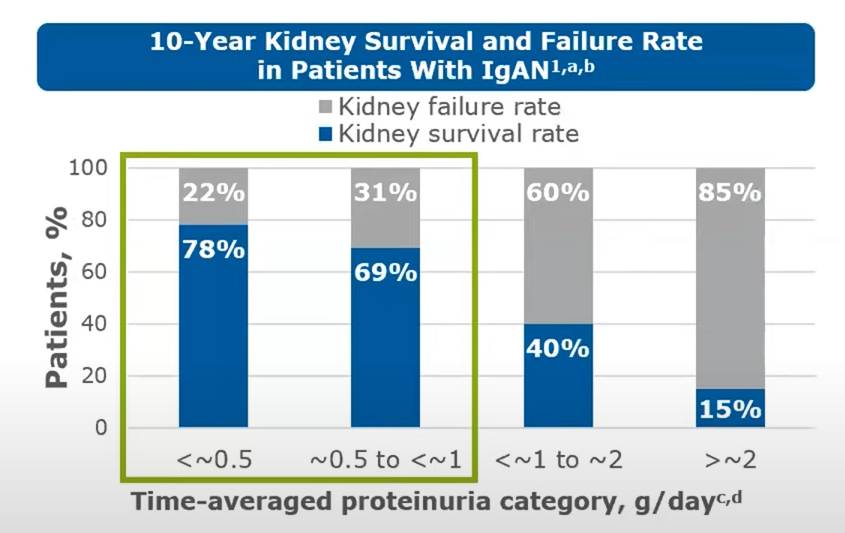 10-Year Kidney Survival and Failure Rate
in Patients With IgAN1,a,b
Kidney failure rate
Kidney survival rate
Patients, %
100
80
60
40
20
0
22%
78%
31%
69%
60%
40%
85%
15%
<~0.5
~0.5 to <~1
<~1 to ~2
>~2
Time-averaged proteinuria category, g/dayc,d